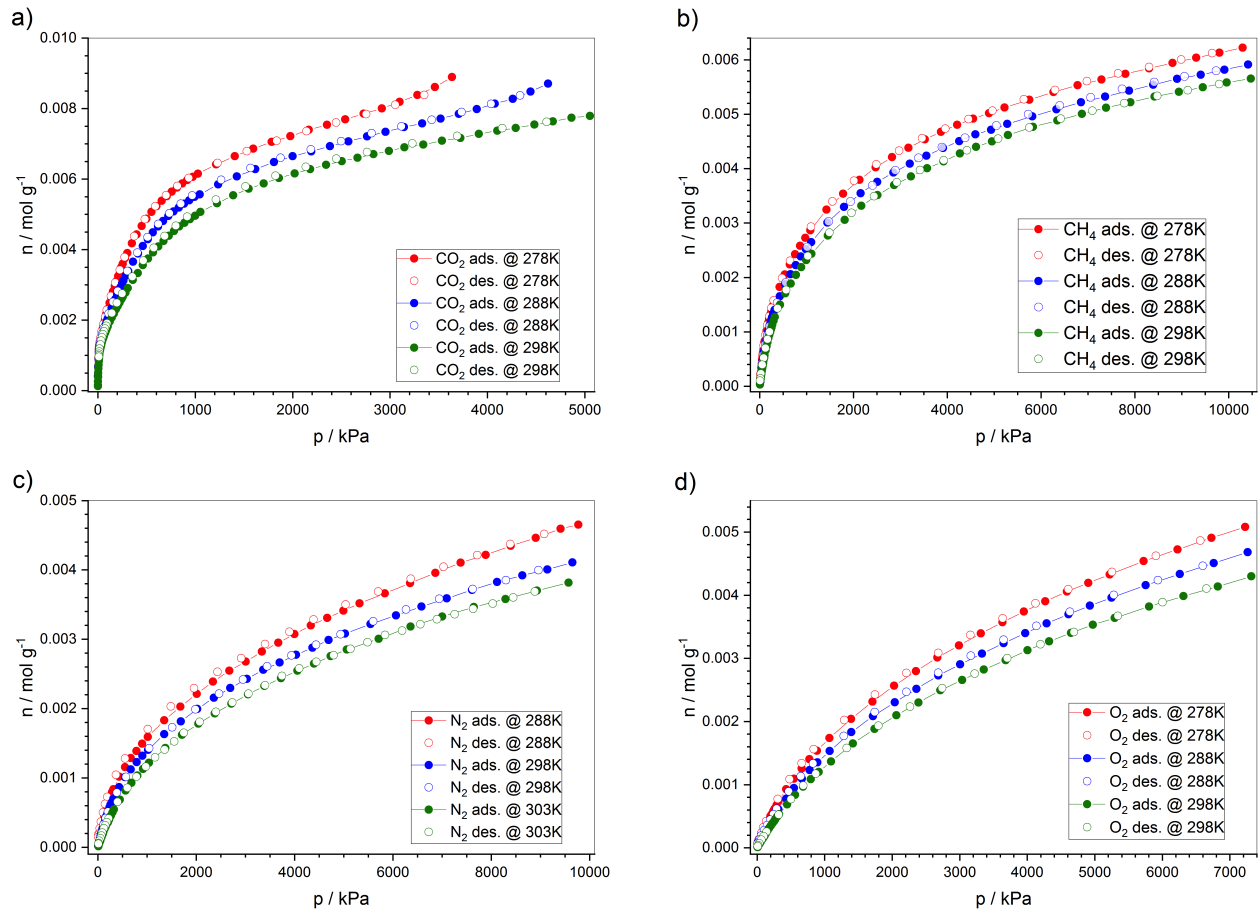 a)
n / mol g-1
0.010
0.008
0.006
0.004
0.002
0.000
CO2 ads. @ 278K
CO2 des. @ 278K
CO2 ads. @ 288K
CO2 des. @ 288K
CO2 ads. @ 298K
CO2 des. @ 298K
0 1000 2000 3000 4000 5000
p / kPa
b)
n / mol g-1
0.006
0.005
0.004
0.003
0.002
0.001
0.000
CH4 ads. @ 278K
CH4 des. @ 278K
CH4 ads. @ 288K
CH4 des. @ 288K
CH4 ads. @ 298K
CH4 des. @ 298K
0 2000 4000 6000 8000 10000
p / kPa
c)
n / mol g-1
0.005
0.004
0.003
0.002
0.001
0.000
N2 ads. @ 288K
N2 des. @ 288K
N2 ads. @ 298K
N2 des. @ 298K
N2 ads. @ 303K
N2 des. @ 303K
0 2000 4000 6000 8000 10000
p / kPa
d)
n / mol g-1
0.005
0.004
0.003
0.002
0.001
0.000
O2 ads. @ 278K
O2 des. @ 278K
O2 ads. @ 288K
O2 des. @ 288K
O2 ads. @ 298K
O2 des. @ 298K
0 1000 2000 3000 4000 5000 6000 7000
p / kPa